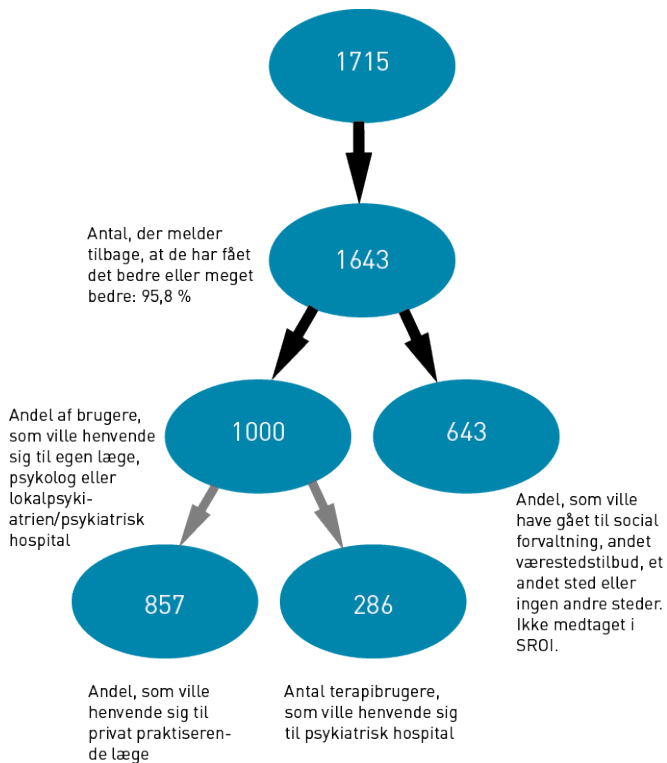 1715
Antal, der melder
tilbage, at de har fået
det bedre eller meget
bedre: 95,8 %
1643
Andel af brugere,
som ville henvende
sig til egen læge,
psykolog eller
lokalpsyki-
atrien/psykiatrisk
hospital
1000
643
Andel, som ville
have gået til social
forvaltning, andet
værestedstilbud, et
andet sted eller
ingen andre steder.
Ikke medtaget i
SROI.
857
286
Andel, som ville
henvende sig til
privat praktiseren-
de læge
Antal terapibrugere,
som ville henvende sig
til psykiatrisk hospital